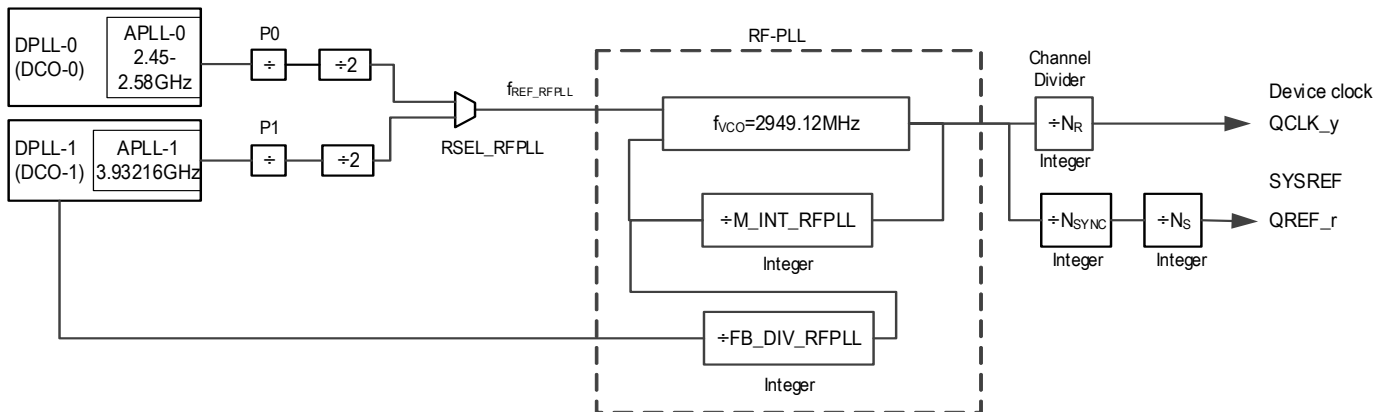 DPLL-0
(DCO-0)
APLL-0
2.45-
2.58GHz
P0
÷
÷2
DPLL-1
(DCO-1)
APLL-1
3.93216GHz
P1
÷
÷2
RSEL_RFPLL
fREF_RFPLL
RF-PLL
fVCO=2949.12MHz
÷M_INT_RFPLL
Integer
÷FB_DIV_RFPLL
Integer
Channel
Divider
÷NR
Integer
Device clock
QCLK_y
÷NSYNC
Integer
÷NS
Integer
SYSREF
QREF_r